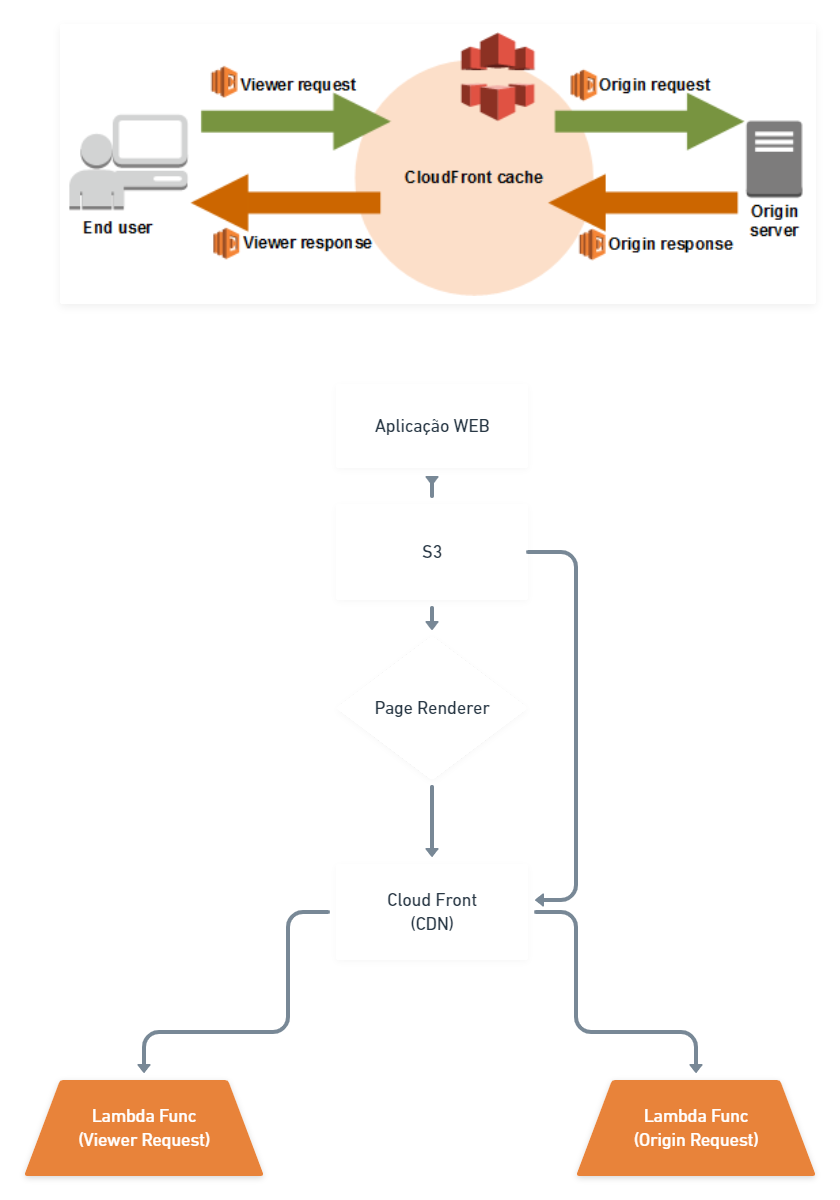 Viewer request
Origin request
CloudFront cache
End user
Origin
server
Viewer response
Origin response
Aplicação WEB
S3
Page Renderer
Cloud Front
(CDN)
Lambda Func
(Viewer Request)
Lambda Func
(Origin Request)